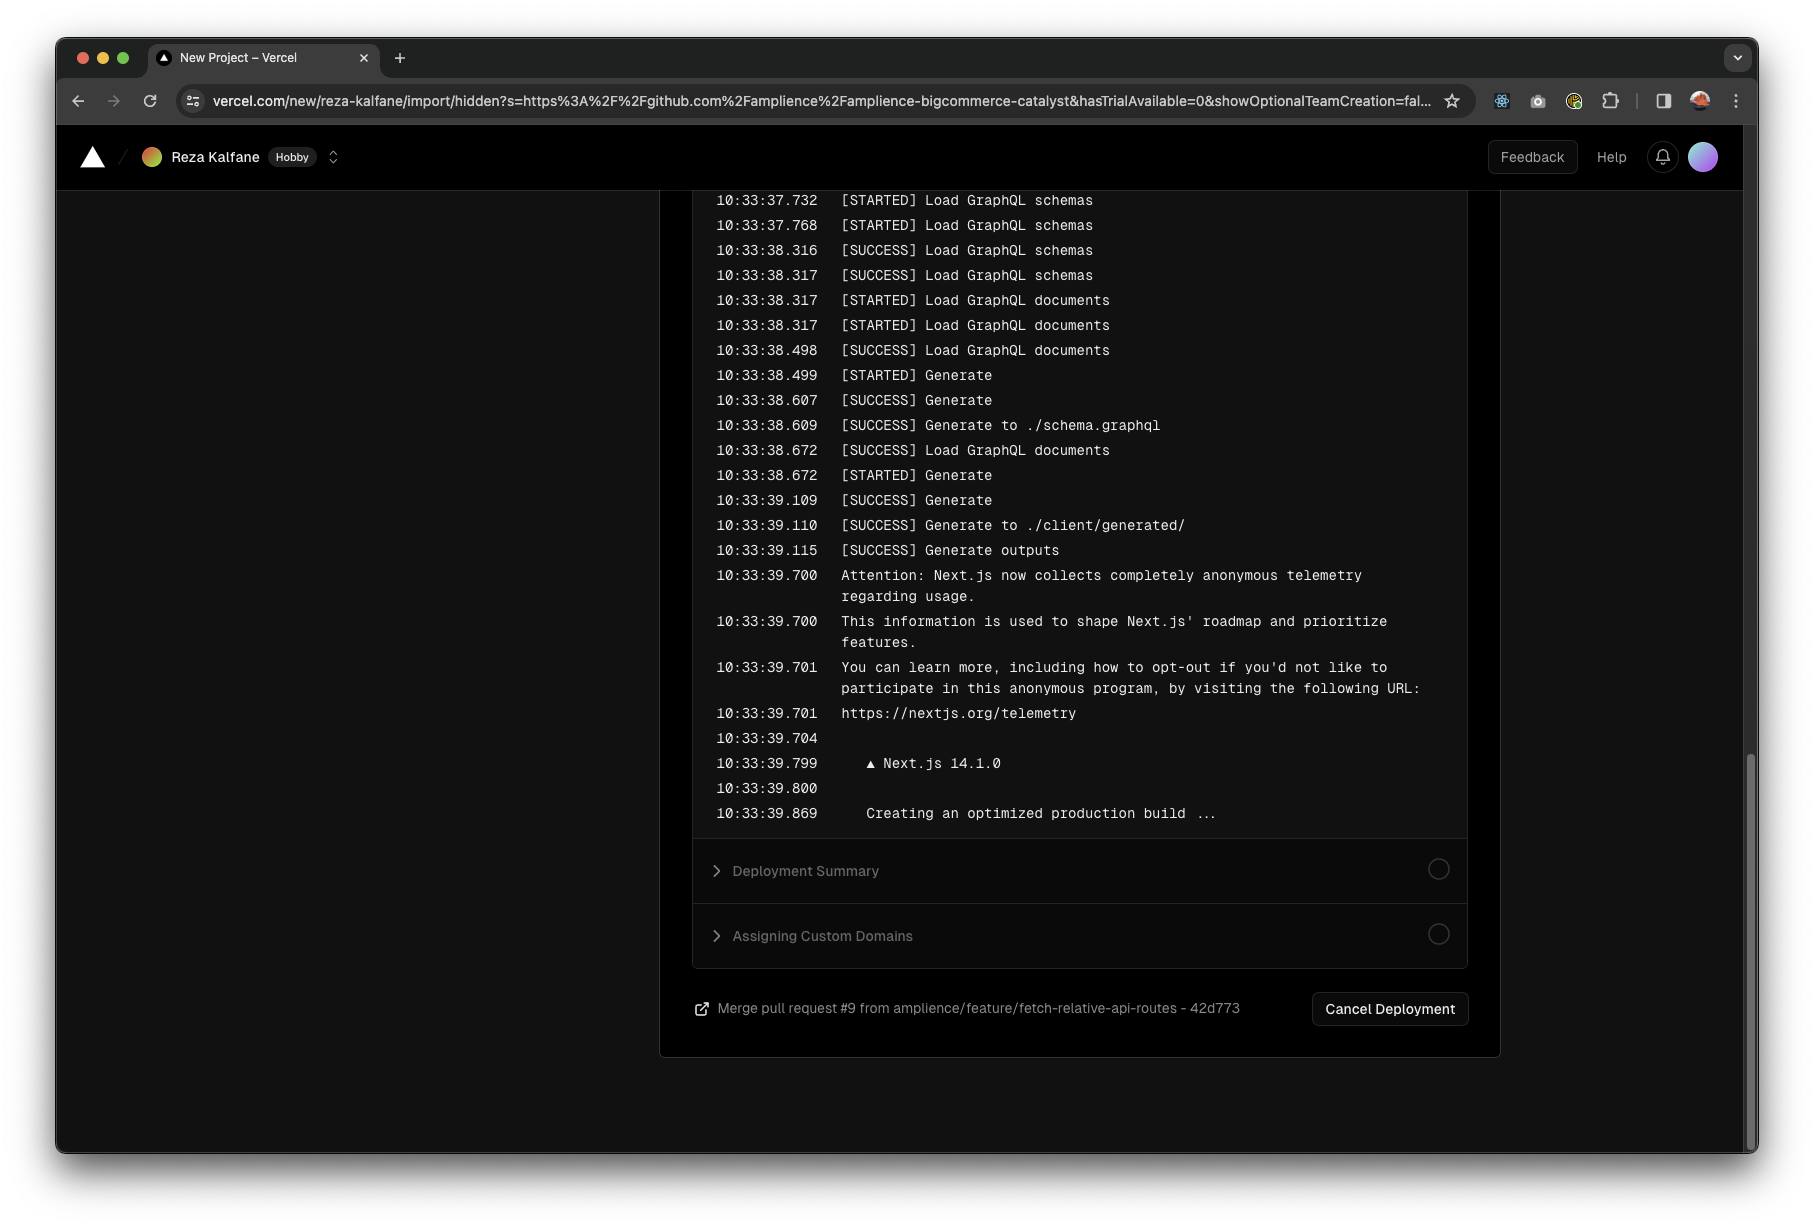 New Project – Vercel
vercel.com/new/reza-kalfane/import/hidden?s=https%3A%2F%2Fgithub.com%2Famplience%2Famplience-bigcommerce-catalyst&hasTrialAvailable=0&showOptionalTeamCreation=fal...
Reza Kalfane Hobby Feedback Help
10:33:37.732 [STARTED] Load GraphQL schemas
10:33:37.768 [STARTED] Load GraphQL schemas
10:33:38.316 [SUCCESS] Load GraphQL schemas
10:33:38.317 [SUCCESS] Load GraphQL schemas
10:33:38.317 [STARTED] Load GraphQL documents
10:33:38.317 [STARTED] Load GraphQL documents
10:33:38.498 [SUCCESS] Load GraphQL documents
10:33:38.499 [STARTED] Generate
10:33:38.607 [SUCCESS] Generate
10:33:38.609 [SUCCESS] Generate to ./schema.graphql
10:33:38.672 [SUCCESS] Load GraphQL documents
10:33:38.672 [STARTED] Generate
10:33:39.109 [SUCCESS] Generate
10:33:39.110 [SUCCESS] Generate to ./client/generated/
10:33:39.115 [SUCCESS] Generate outputs
10:33:39.700 Attention: Next.js now collects completely anonymous telemetry
regarding usage.
10:33:39.700 This information is used to shape Next.js' roadmap and prioritize
features.
10:33:39.701 You can learn more, including how to opt-out if you'd not like to
participate in this anonymous program, by visiting the following URL:
10:33:39.701 https://nextjs.org/telemetry
10:33:39.704
10:33:39.799 ▲ Next.js 14.1.0
10:33:39.800
10:33:39.869 Creating an optimized production build ...
Deployment Summary
Assigning Custom Domains
Merge pull request #9 from amplience/feature/fetch-relative-api-routes - 42d773 Cancel Deployment